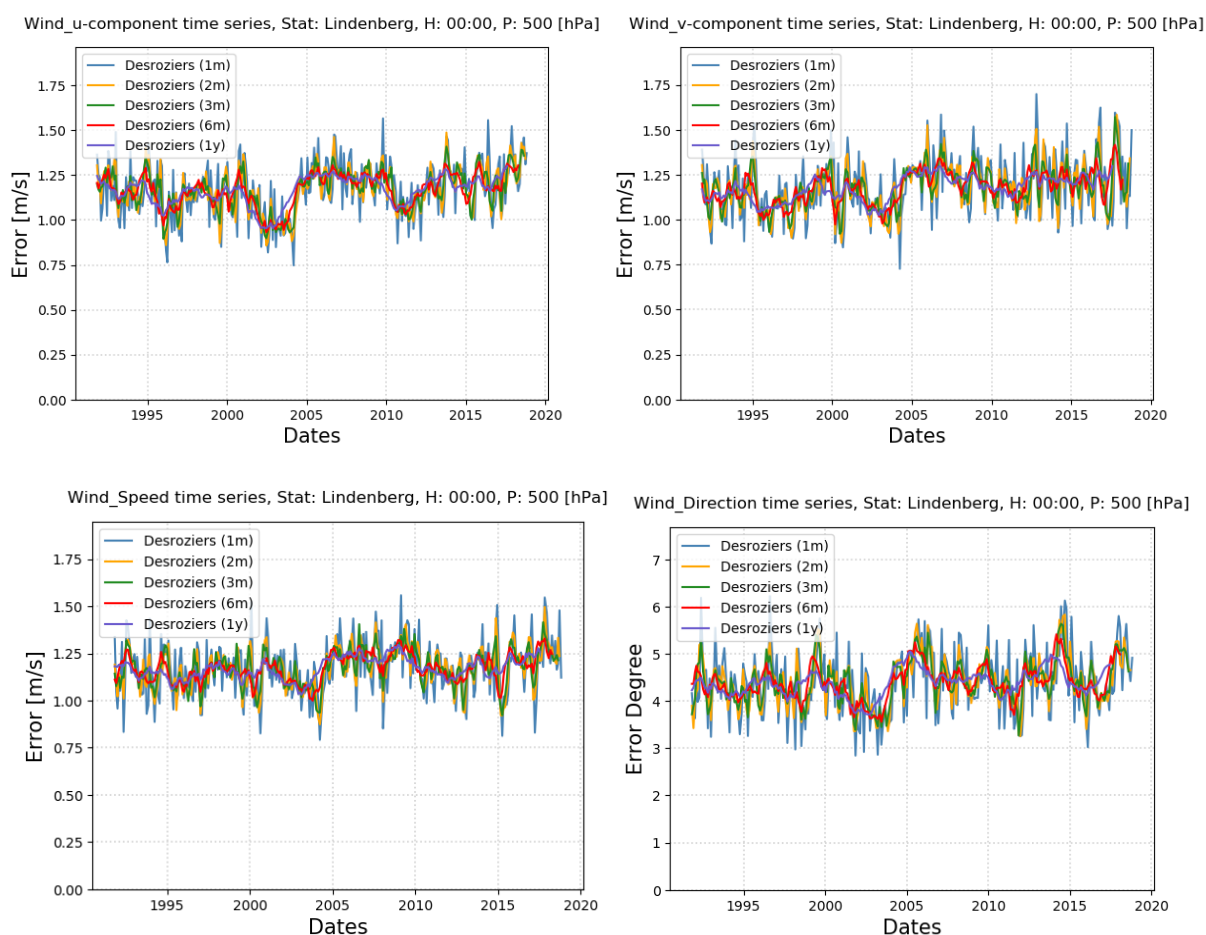 Wind_u-component time series, Stat: Lindenberg, H: 00:00, P: 500 [hPa]
Desroziers (1m)
Desroziers (2m)
Desroziers (3m)
Desroziers (6m)
Desroziers (1y)
1.75
1.50
1.25
1.00
0.75
0.50
0.25
0.00
Error [m/s]
1995 2000 2005 2010 2015 2020
Dates
Wind_v-component time series, Stat: Lindenberg, H: 00:00, P: 500 [hPa]
Desroziers (1m)
Desroziers (2m)
Desroziers (3m)
Desroziers (6m)
Desroziers (1y)
1.75
1.50
1.25
1.00
0.75
0.50
0.25
0.00
Error [m/s]
1995 2000 2005 2010 2015 2020
Dates
Wind_Speed time series, Stat: Lindenberg, H: 00:00, P: 500 [hPa]
Desroziers (1m)
Desroziers (2m)
Desroziers (3m)
Desroziers (6m)
Desroziers (1y)
1.75
1.50
1.25
1.00
0.75
0.50
0.25
0.00
Error [m/s]
1995 2000 2005 2010 2015 2020
Dates
Wind_Direction time series, Stat: Lindenberg, H: 00:00, P: 500 [hPa]
Desroziers (1m)
Desroziers (2m)
Desroziers (3m)
Desroziers (6m)
Desroziers (1y)
7
6
5
4
3
2
1
0
Error Degree
1995 2000 2005 2010 2015 2020
Dates